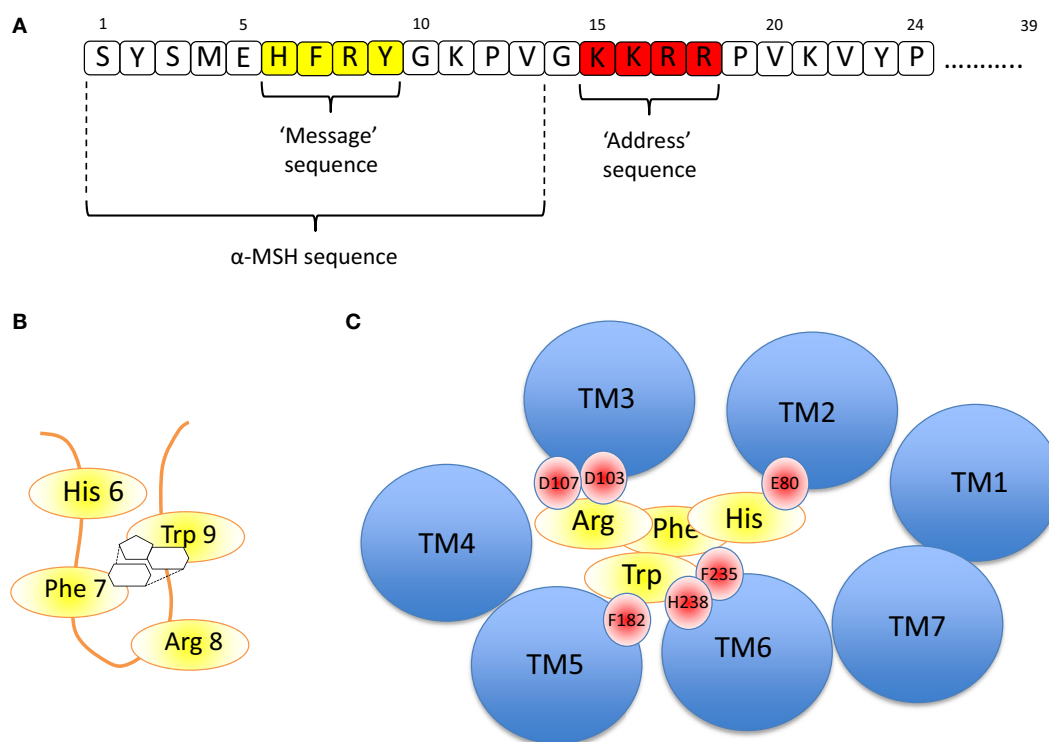 A
1 5 10 15 20 24 39
S Y S M E H F R Y G K P V G K K R R P V K V Y P ...........
‘Message’
sequence
‘Address’
sequence
α-MSH sequence
B
His 6
Trp 9
Phe 7
Arg 8
C
TM3
TM2
TM1
D107 D103
E80
Arg
Phe
His
TM4
Trp
F235
H238
F182
TM5
TM6
TM7